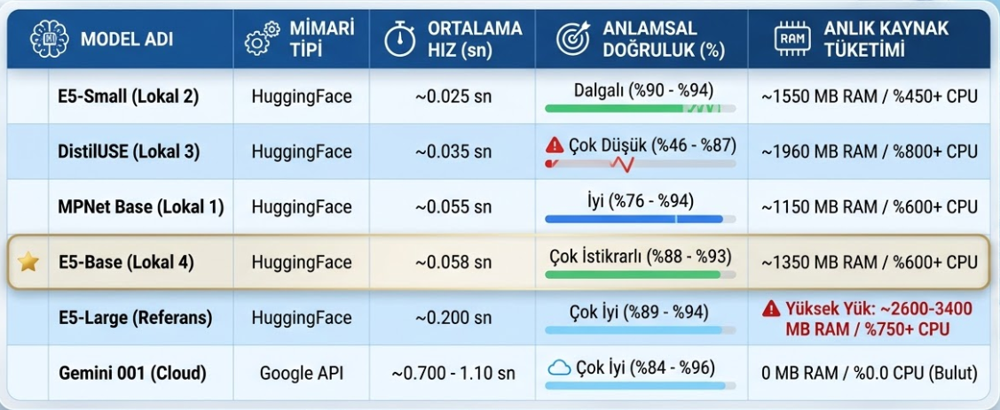 MODEL ADI
MİMARİ
TİPİ
ORTALAMA
HIZ (sn)
ANLAMSAL
DOĞRULUK (%)
RAM
ANLIK KAYNAK
TÜKETİMİ
E5-Small (Lokal 2)
HuggingFace
~0.025 sn
Dalgalı (%90 - %94)
~1550 MB RAM / %450+ CPU
DistilUSE (Lokal 3)
HuggingFace
~0.035 sn
Çok Düşük (%46 - %87)
~1960 MB RAM / %800+ CPU
MPNet Base (Lokal 1)
HuggingFace
~0.055 sn
İyi (%76 - %94)
~1150 MB RAM / %600+ CPU
E5-Base (Lokal 4)
HuggingFace
~0.058 sn
Çok İstikrarlı (%88 - %93)
~1350 MB RAM / %600+ CPU
E5-Large (Referans)
HuggingFace
~0.200 sn
Çok İyi (%89 - %94)
Yüksek Yük: ~2600-3400
MB RAM / %750+ CPU
Gemini 001 (Cloud)
Google API
~0.700 - 1.10 sn
Çok İyi (%84 - %96)
0 MB RAM / %0.0 CPU (Bulut)